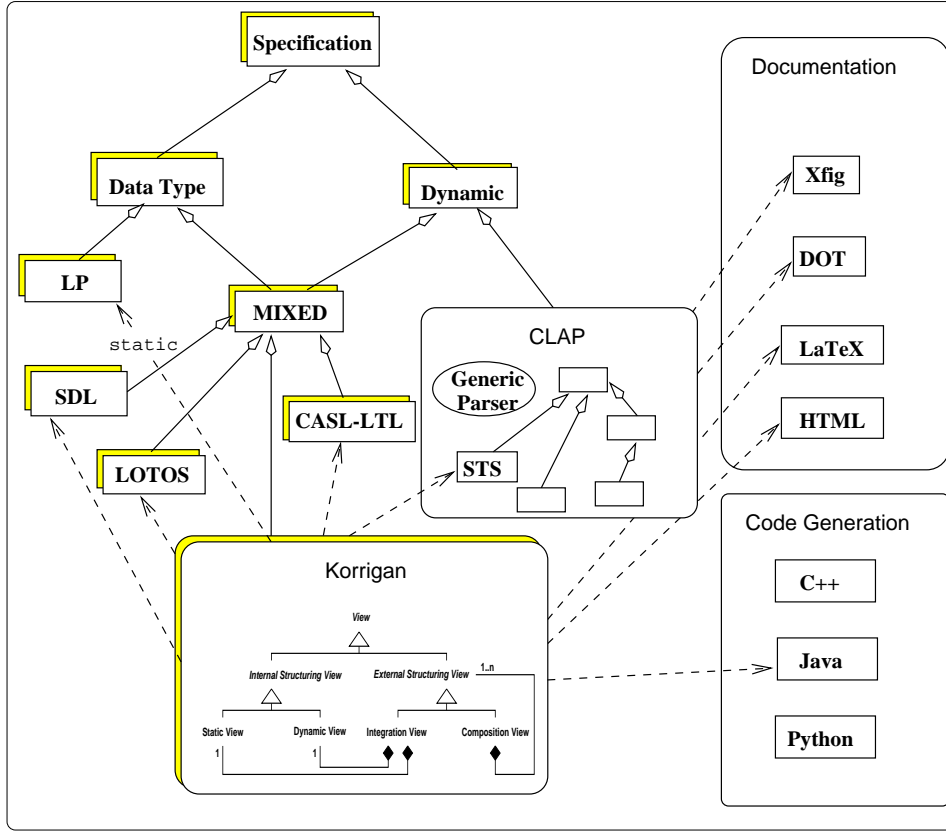 Specification
Documentation
Data Type
Dynamic
Xfig
LP
DOT
MIXED
CLAP
static
LaTeX
Generic
Parser
SDL
CASL-LTL
HTML
LOTOS
STS
Code Generation
Korrigan
C++
View
1..n
Internal Structuring View
External Structuring View
Java
Static View
Dynamic View
Integration View
Composition View
1
1
Python